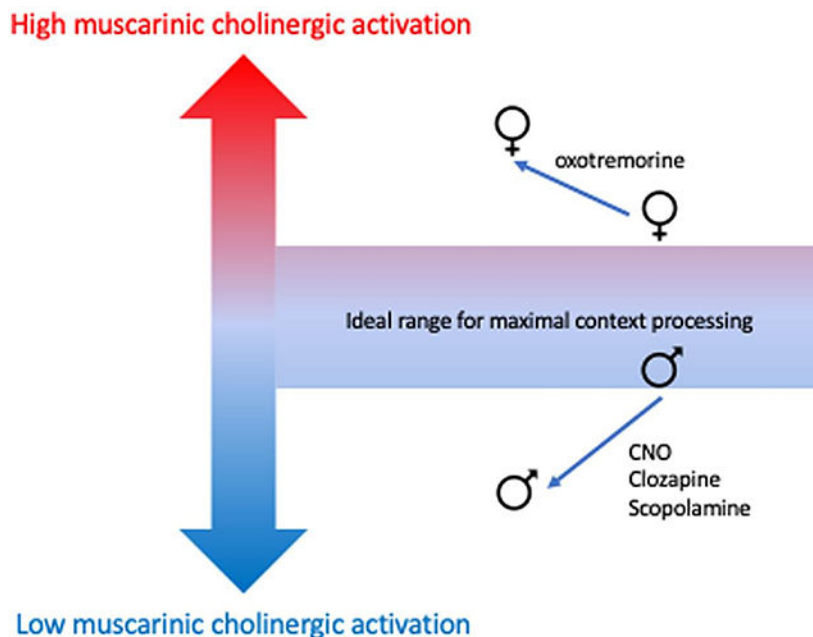 High muscarinic cholinergic activation
oxotremorine
Ideal range for maximal context processing
CNO
Clozapine
Scopolamine
Low muscarinic cholinergic activation